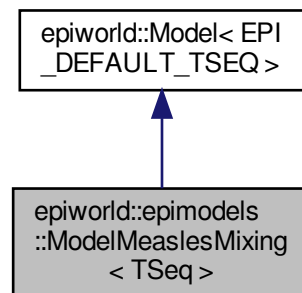 epiworld::Model< EPI
_DEFAULT_TSEQ >
epiworld::epimodels
::ModelMeaslesMixing
< TSeq >